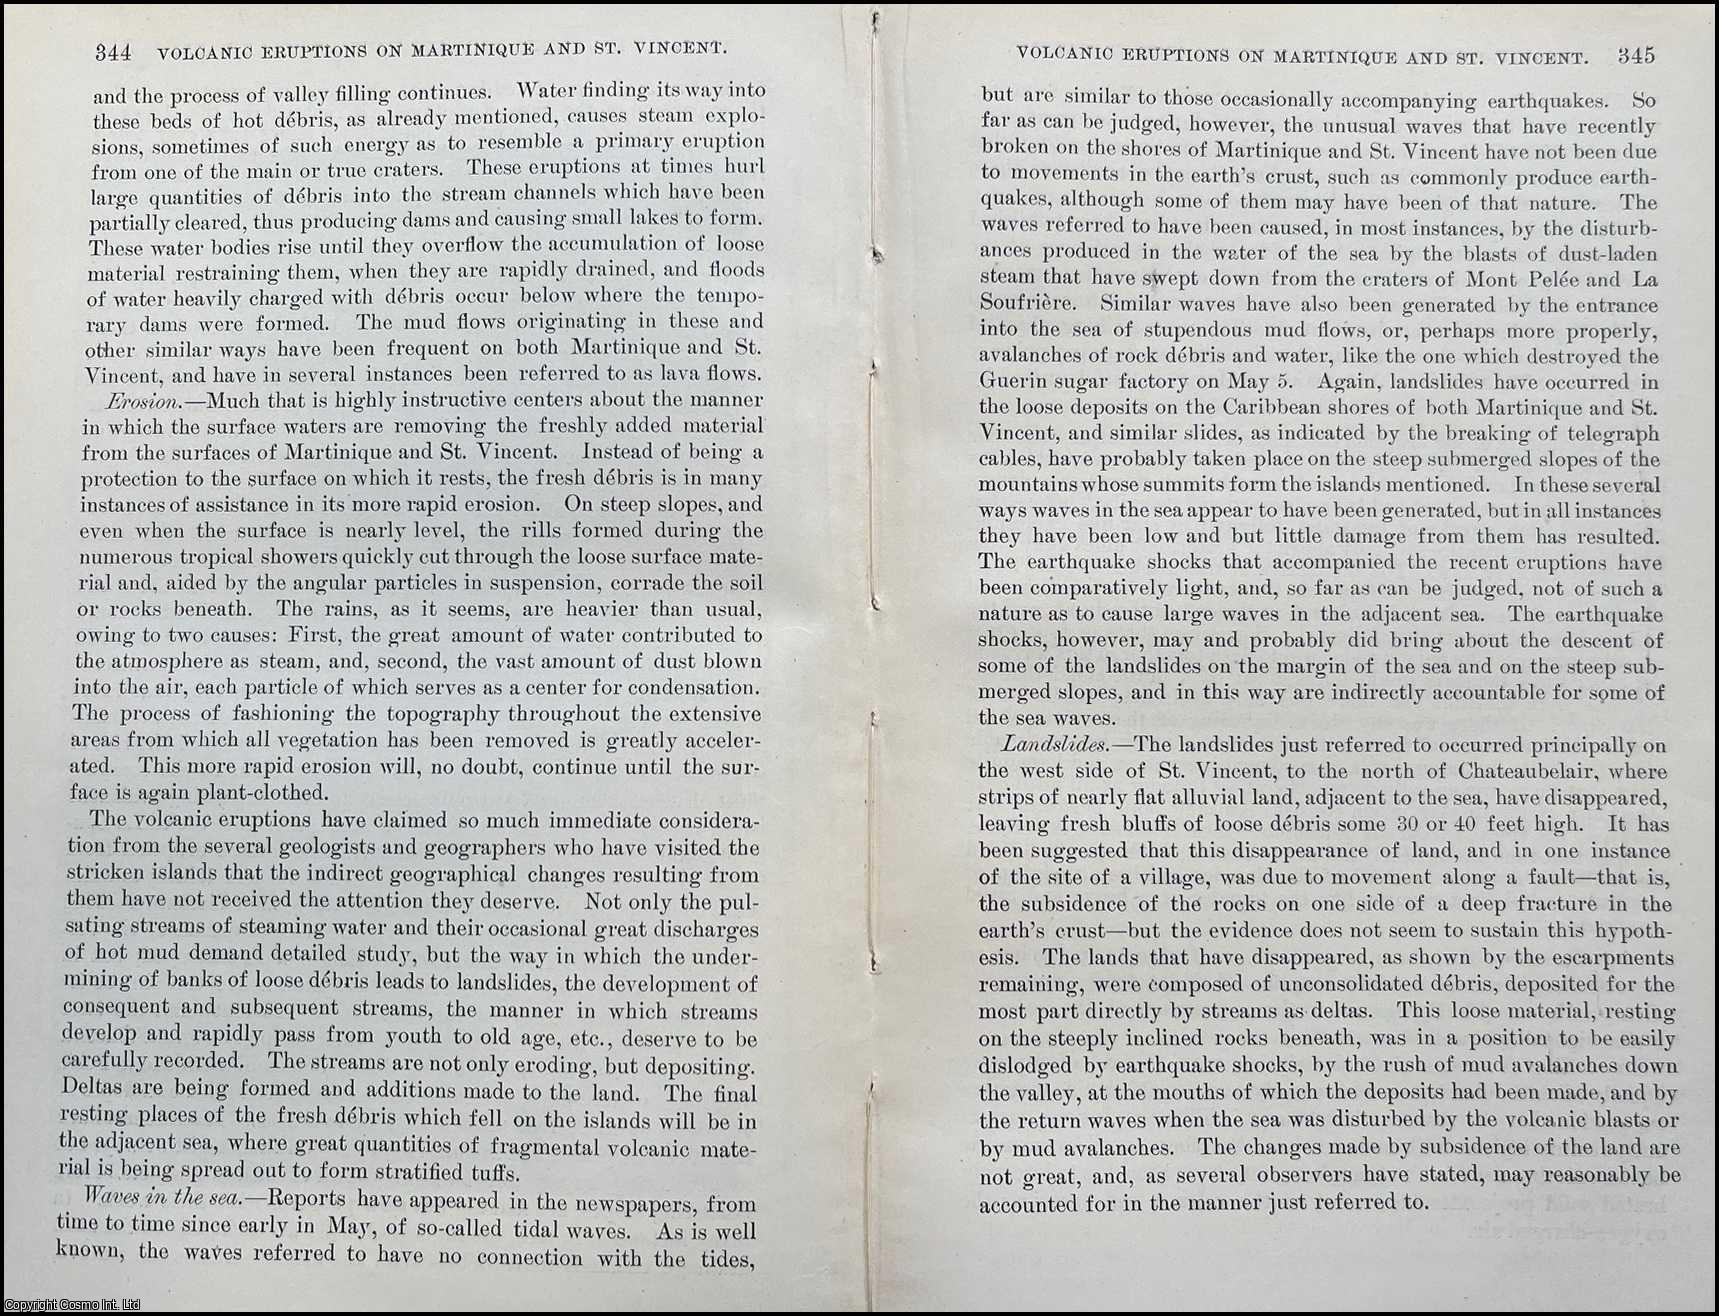 344 VOLCANIC ERUPTIONS ON MARTINIQUE AND ST. VINCENT.
and the process of valley filling continues. Water finding its way into
these beds of hot débris, as already mentioned, causes steam explo-
sions, sometimes of such energy as to resemble a primary eruption
from one of the main or true craters. These eruptions at times hurl
large quantities of débris into the stream channels which have been
partially cleared, thus producing dams and causing small lakes to form.
These water bodies rise until they overflow the accumulation of loose
material restraining them, when they are rapidly drained, and floods
of water heavily charged with débris occur below where the tempo-
rary dams were formed. The mud flows originating in these and
other similar ways have been frequent on both Martinique and St.
Vincent, and have in several instances been referred to as lava flows.
Erosion.—Much that is highly instructive centers about the manner
in which the surface waters are removing the freshly added material
from the surfaces of Martinique and St. Vincent. Instead of being a
protection to the surface on which it rests, the fresh débris is in many
instances of assistance in its more rapid erosion. On steep slopes, and
even when the surface is nearly level, the rills formed during the
numerous tropical showers quickly cut through the loose surface mate-
rial and, aided by the angular particles in suspension, corrade the soil
or rocks beneath. The rains, as it seems, are heavier than usual,
owing to two causes: First, the great amount of water contributed to
the atmosphere as steam, and, second, the vast amount of dust blown
into the air, each particle of which serves as a center for condensation.
The process of fashioning the topography throughout the extensive
areas from which all vegetation has been removed is greatly acceler-
ated. This more rapid erosion will, no doubt, continue until the sur-
face is again plant-clothed.
The volcanic eruptions have claimed so much immediate considera-
tion from the several geologists and geographers who have visited the
stricken islands that the indirect geographical changes resulting from
them have not received the attention they deserve. Not only the pul-
sating streams of steaming water and their occasional great discharges
of hot mud demand detailed study, but the way in which the under-
mining of banks of loose débris leads to landslides, the development of
consequent and subsequent streams, the manner in which streams
develop and rapidly pass from youth to old age, etc., deserve to be
carefully recorded. The streams are not only eroding, but depositing.
Deltas are being formed and additions made to the land. The final
resting places of the fresh débris which fell on the islands will be in
the adjacent sea, where great quantities of fragmental volcanic mate-
rial is being spread out to form stratified tuffs.
Waves in the sea.—Reports have appeared in the newspapers, from
time to time since early in May, of so-called tidal waves. As is well
known, the waves referred to have no connection with the tides,
VOLCANIC ERUPTIONS ON MARTINIQUE AND ST. VINCENT. 345
but are similar to those occasionally accompanying earthquakes. So
far as can be judged, however, the unusual waves that have recently
broken on the shores of Martinique and St. Vincent have not been due
to movements in the earth's crust, such as commonly produce earth-
quakes, although some of them may have been of that nature. The
waves referred to have been caused, in most instances, by the disturb-
ances produced in the water of the sea by the blasts of dust-laden
steam that have swept down from the craters of Mont Pelée and La
Soufrière. Similar waves have also been generated by the entrance
into the sea of stupendous mud flows, or, perhaps more properly,
avalanches of rock débris and water, like the one which destroyed the
Guerin sugar factory on May 5. Again, landslides have occurred in
the loose deposits on the Caribbean shores of both Martinique and St.
Vincent, and similar slides, as indicated by the breaking of telegraph
cables, have probably taken place on the steep submerged slopes of the
mountains whose summits form the islands mentioned. In these several
ways waves in the sea appear to have been generated, but in all instances
they have been low and but little damage from them has resulted.
The earthquake shocks that accompanied the recent eruptions have
been comparatively light, and, so far as can be judged, not of such a
nature as to cause large waves in the adjacent sea. The earthquake
shocks, however, may and probably did bring about the descent of
some of the landslides on the margin of the sea and on the steep sub-
merged slopes, and in this way are indirectly accountable for some of
the sea waves.
Landslides.—The landslides just referred to occurred principally on
the west side of St. Vincent, to the north of Chateaubelair, where
strips of nearly flat alluvial land, adjacent to the sea, have disappeared,
leaving fresh bluffs of loose débris some 30 or 40 feet high. It has
been suggested that this disappearance of land, and in one instance
of the site of a village, was due to movement along a fault—that is,
the subsidence of the rocks on one side of a deep fracture in the
earth's crust—but the evidence does not seem to sustain this hypoth-
esis. The lands that have disappeared, as shown by the escarpments
remaining, were composed of unconsolidated débris, deposited for the
most part directly by streams as deltas. This loose material, resting
on the steeply inclined rocks beneath, was in a position to be easily
dislodged by earthquake shocks, by the rush of mud avalanches down
the valley, at the mouths of which the deposits had been made, and by
the return waves when the sea was disturbed by the volcanic blasts or
by mud avalanches. The changes made by subsidence of the land are
not great, and, as several observers have stated, may reasonably be
accounted for in the manner just referred to.
Copyright Cosmo Int. Ltd